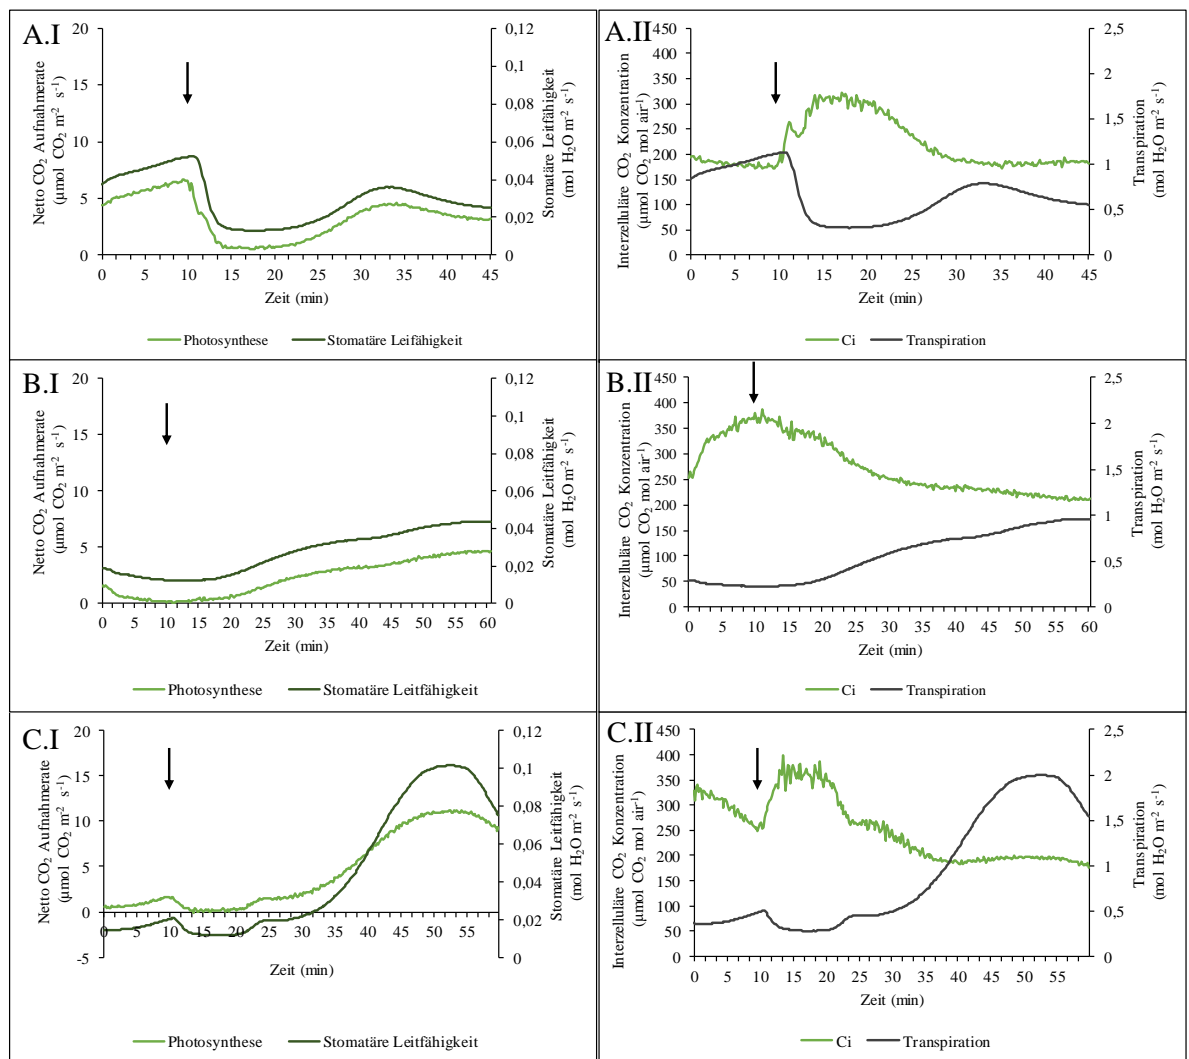 A.I
Netto CO2 Aufnahmerate
(µmol CO2 m-2 s-1)
20
15
10
5
0
0,12
0,1
0,08
0,06
0,04
0,02
0
Stomatäre Leitfähigkeit
(mol H2O m-2 s-1)
0 5 10 15 20 25 30 35 40 45
Zeit (min)
Photosynthese Stomatäre Leifähigkeit
A.II
Interzelluläre CO2 Konzentration
(µmol CO2 mol air-1)
450
400
350
300
250
200
150
100
50
0
2,5
2
1,5
1
0,5
0
Transpiration
(mol H2O m-2 s-1)
0 5 10 15 20 25 30 35 40 45
Zeit (min)
Ci Transpiration
B.I
Netto CO2 Aufnahmerate
(µmol CO2 m-2 s-1)
20
15
10
5
0
0,12
0,1
0,08
0,06
0,04
0,02
0
Stomatäre Leitfähigkeit
(mol H2O m-2 s-1)
0 5 10 15 20 25 30 35 40 45 50 55 60
Zeit (min)
Photosynthese Stomatäre Leitfähigkeit
B.II
Interzelluläre CO2 Konzentration
(µmol CO2 mol air-1)
450
400
350
300
250
200
150
100
50
0
2,5
2
1,5
1
0,5
0
Transpiration
(mol H2O m-2 s-1)
0 5 10 15 20 25 30 35 40 45 50 55 60
Zeit (min)
Ci Transpiration
C.I
Netto CO2 Aufnahmerate
(µmol CO2 m-2 s-1)
20
15
10
5
0
-5
0,12
0,1
0,08
0,06
0,04
0,02
0
Stomatäre Leitfähigkeit
(mol H2O m-2 s-1)
0 5 10 15 20 25 30 35 40 45 50 55
Zeit (min)
Photosynthese Stomatäre Leitfähigkeit
C.II
Interzelluläre CO2 Konzentration
(µmol CO2 mol air-1)
450
400
350
300
250
200
150
100
50
0
2,5
2
1,5
1
0,5
0
Transpiration
(mol H2O m-2 s-1)
0 5 10 15 20 25 30 35 40 45 50 55
Zeit (min)
Ci Transpiration